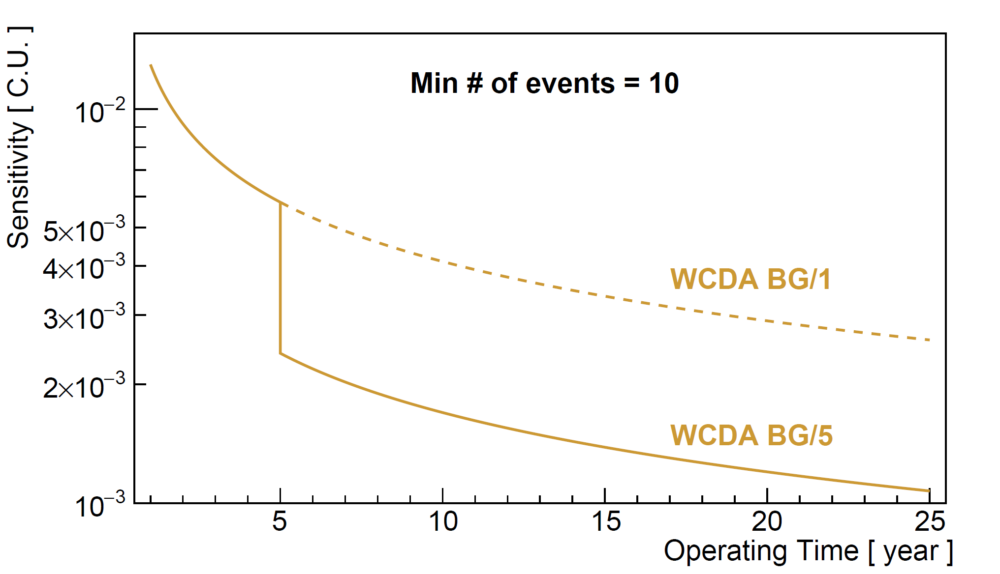 Sensitivity [ C.U. ]
Min # of events = 10
10⁻²
5×10⁻³
4×10⁻³
3×10⁻³
2×10⁻³
10⁻³
WCDA BG/1
WCDA BG/5
5 10 15 20 25
Operating Time [ year ]